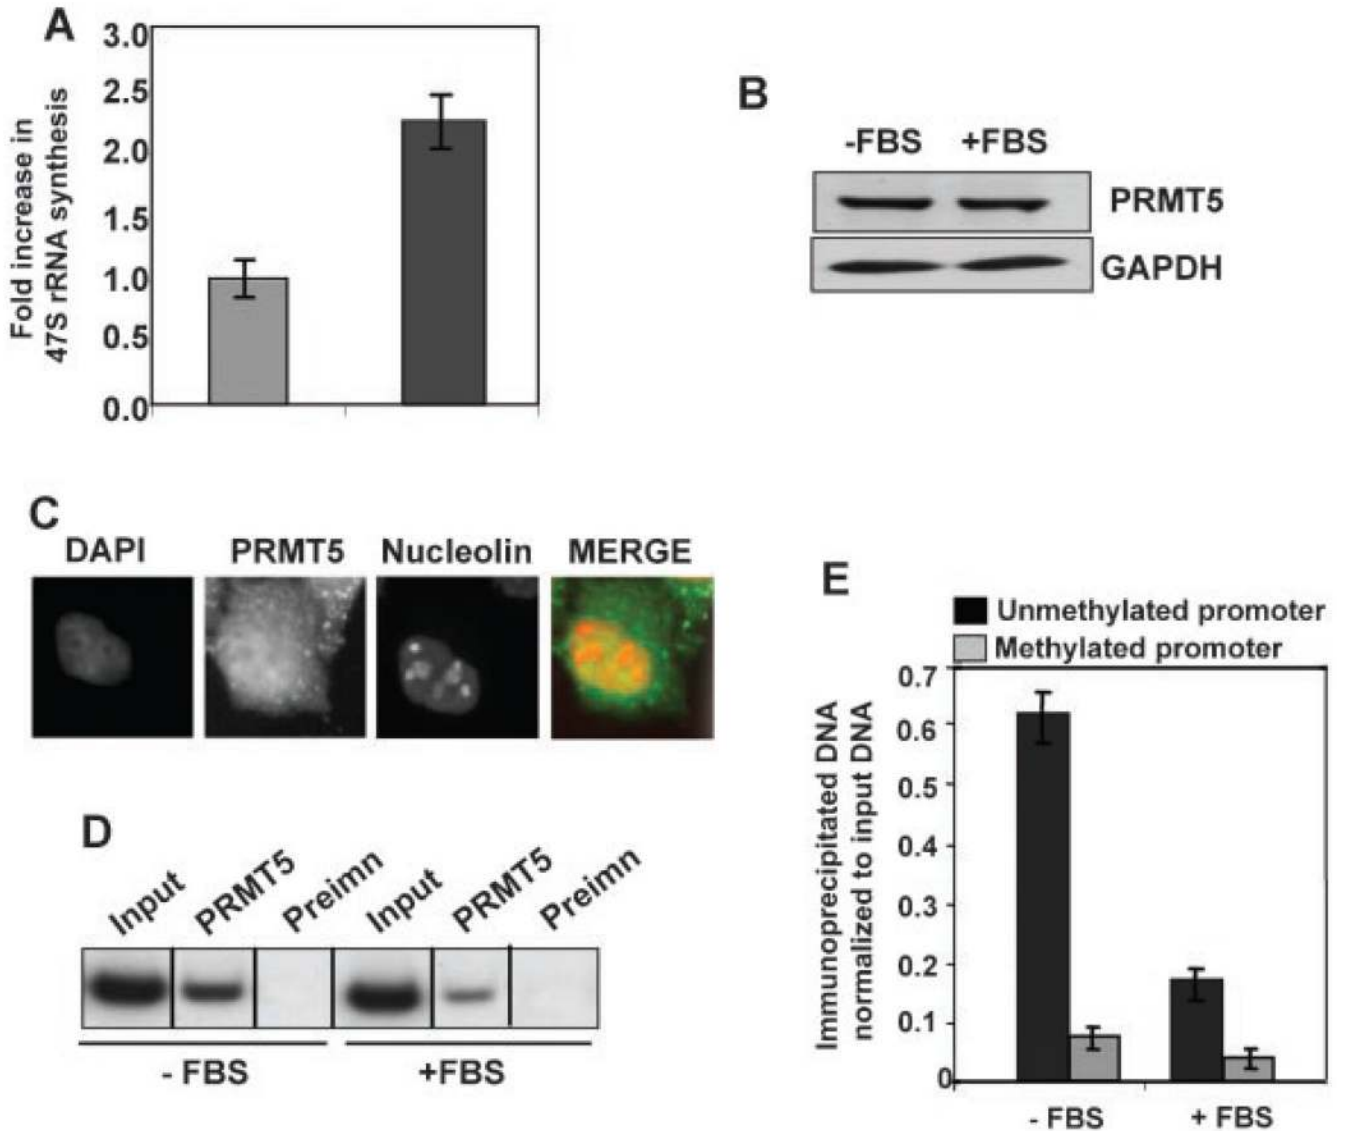 A
3.0
2.5
2.0
1.5
1.0
0.5
0.0
Fold increase in
47S rRNA synthesis
B
-FBS +FBS
PRMT5
GAPDH
C
DAPI PRMT5 Nucleolin MERGE
D
Input PRMT5 Preimn Input PRMT5 Preimn
- FBS +FBS
E
Unmethylated promoter
Methylated promoter
0.7
0.6
0.5
0.4
0.3
0.2
0.1
0
Immunoprecipitated DNA
normalized to input DNA
- FBS + FBS